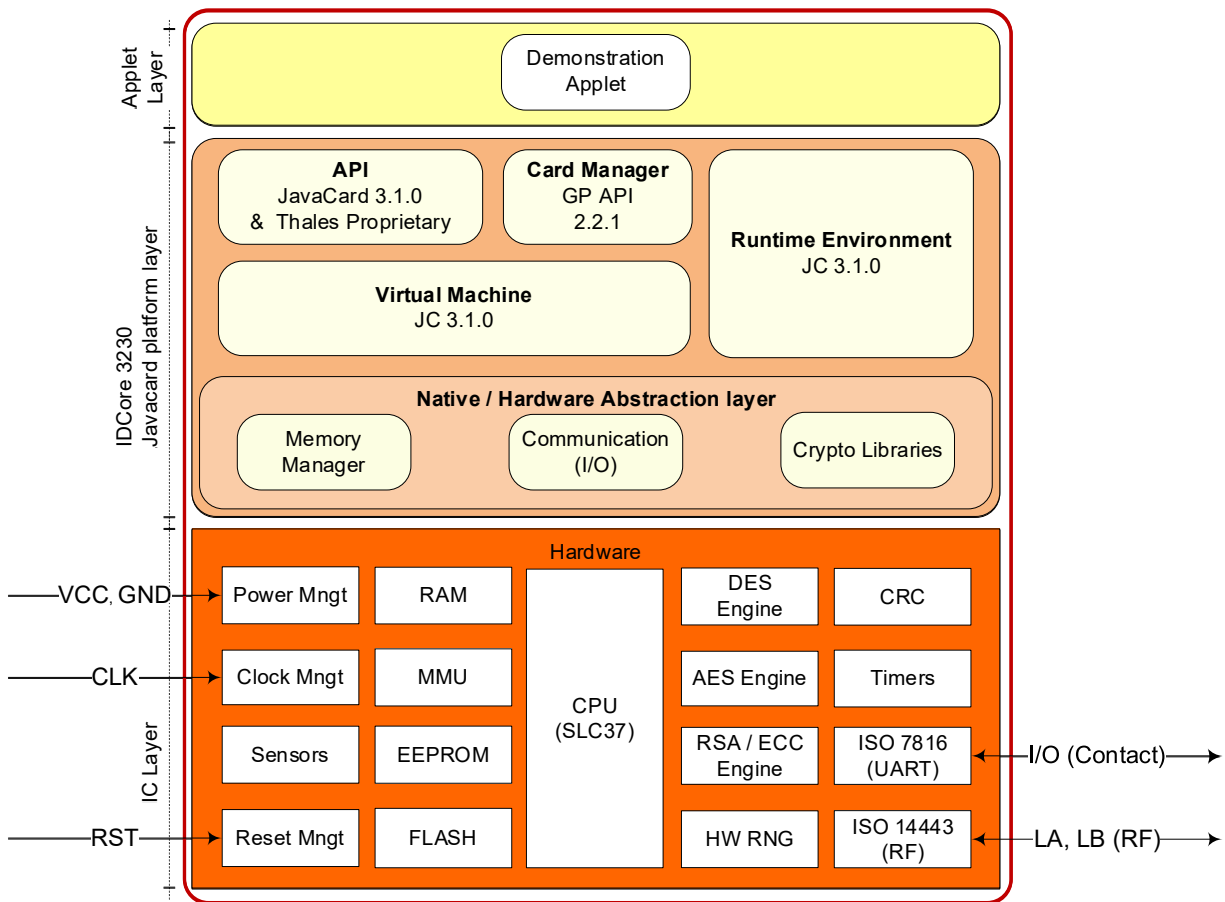 Applet
Layer
Demonstration
Applet
IDCore 3230
Javacard platform layer
API
JavaCard 3.1.0
& Thales Proprietary
Card Manager
GP API
2.2.1
Runtime Environment
JC 3.1.0
Virtual Machine
JC 3.1.0
Native / Hardware Abstraction layer
Memory
Manager
Communication
(I/O)
Crypto Libraries
IC Layer
Hardware
VCC, GND
Power Mngt
RAM
CPU
(SLC37)
DES
Engine
CRC
CLK
Clock Mngt
MMU
AES Engine
Timers
Sensors
EEPROM
RSA / ECC
Engine
ISO 7816
(UART)
I/O (Contact)
RST
Reset Mngt
FLASH
HW RNG
ISO 14443
(RF)
LA, LB (RF)